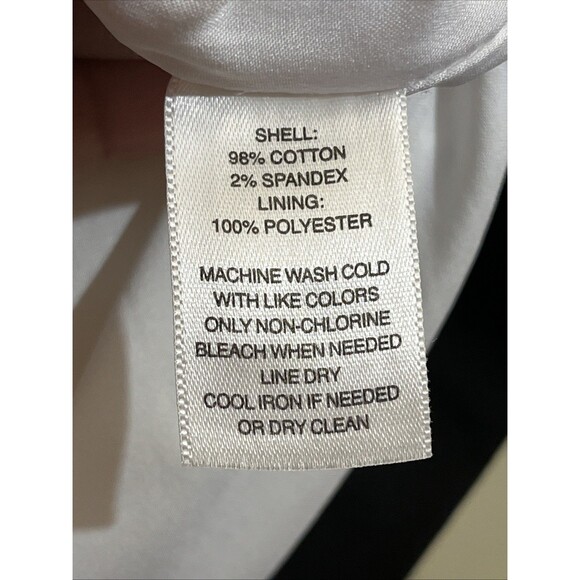 SHELL:
98% COTTON
2% SPANDEX
LINING:
100% POLYESTER
MACHINE WASH COLD
WITH LIKE COLORS
ONLY NON-CHLORINE
BLEACH WHEN NEEDED
LINE DRY
COOL IRON IF NEEDED
OR DRY CLEAN